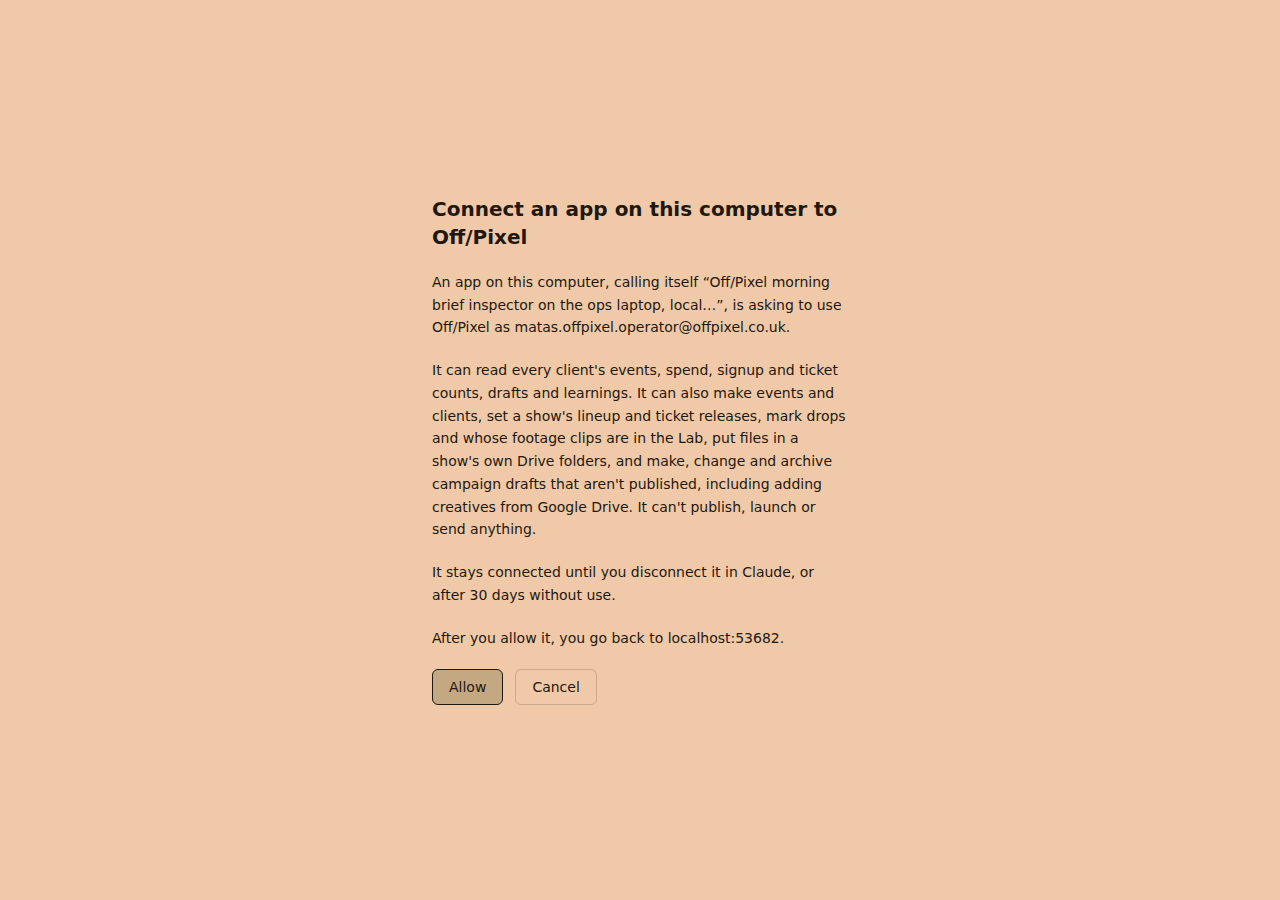 Connect an app on this computer to
Off/Pixel
An app on this computer, calling itself “Off/Pixel morning
brief inspector on the ops laptop, local…”, is asking to use
Off/Pixel as matas.offpixel.operator@offpixel.co.uk.
It can read every client's events, spend, signup and ticket
counts, drafts and learnings. It can also make events and
clients, set a show's lineup and ticket releases, mark drops
and whose footage clips are in the Lab, put files in a
show's own Drive folders, and make, change and archive
campaign drafts that aren't published, including adding
creatives from Google Drive. It can't publish, launch or
send anything.
It stays connected until you disconnect it in Claude, or
after 30 days without use.
After you allow it, you go back to localhost:53682.
Allow
Cancel